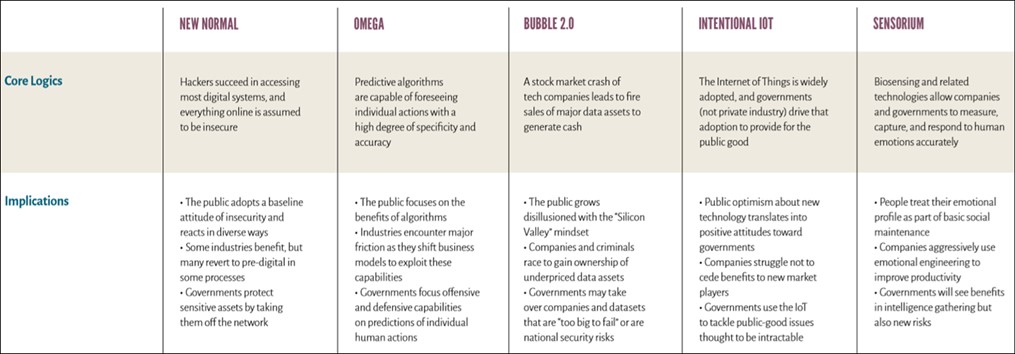 NEW NORMAL
OMEGA
BUBBLE 2.0
INTENTIONAL IOT
SENSORIUM
Core Logics
Hackers succeed in accessing
most digital systems, and
everything online is assumed
to be insecure
Predictive algorithms
are capable of foreseeing
individual actions with a
high degree of specificity and
accuracy
A stock market crash of
tech companies leads to fire
sales of major data assets to
generate cash
The Internet of Things is widely
adopted, and governments
(not private industry) drive that
adoption to provide for the
public good
Biosensing and related
technologies allow companies
and governments to measure,
capture, and respond to human
emotions accurately
Implications
• The public adopts a baseline
attitude of insecurity and
reacts in diverse ways
• Some industries benefit, but
many revert to pre-digital in
some processes
• Governments protect
sensitive assets by taking
them off the network
• The public focuses on the
benefits of algorithms
• Industries encounter major
friction as they shift business
models to exploit these
capabilities
• Governments focus offensive
and defensive capabilities
on predictions of individual
human actions
• The public grows
disillusioned with the "Silicon
Valley" mindset
• Companies and criminals
race to gain ownership of
underpriced data assets
• Governments may take
over companies and datasets
that are "too big to fail" or are
national security risks
• Public optimism about new
technology translates into
positive attitudes toward
governments
• Companies struggle not to
cede benefits to new market
players
• Governments use the IoT
to tackle public-good issues
thought to be intractable
• People treat their emotional
profile as part of basic social
maintenance
• Companies aggressively use
emotional engineering to
improve productivity
• Governments will see benefits
in intelligence gathering but
also new risks